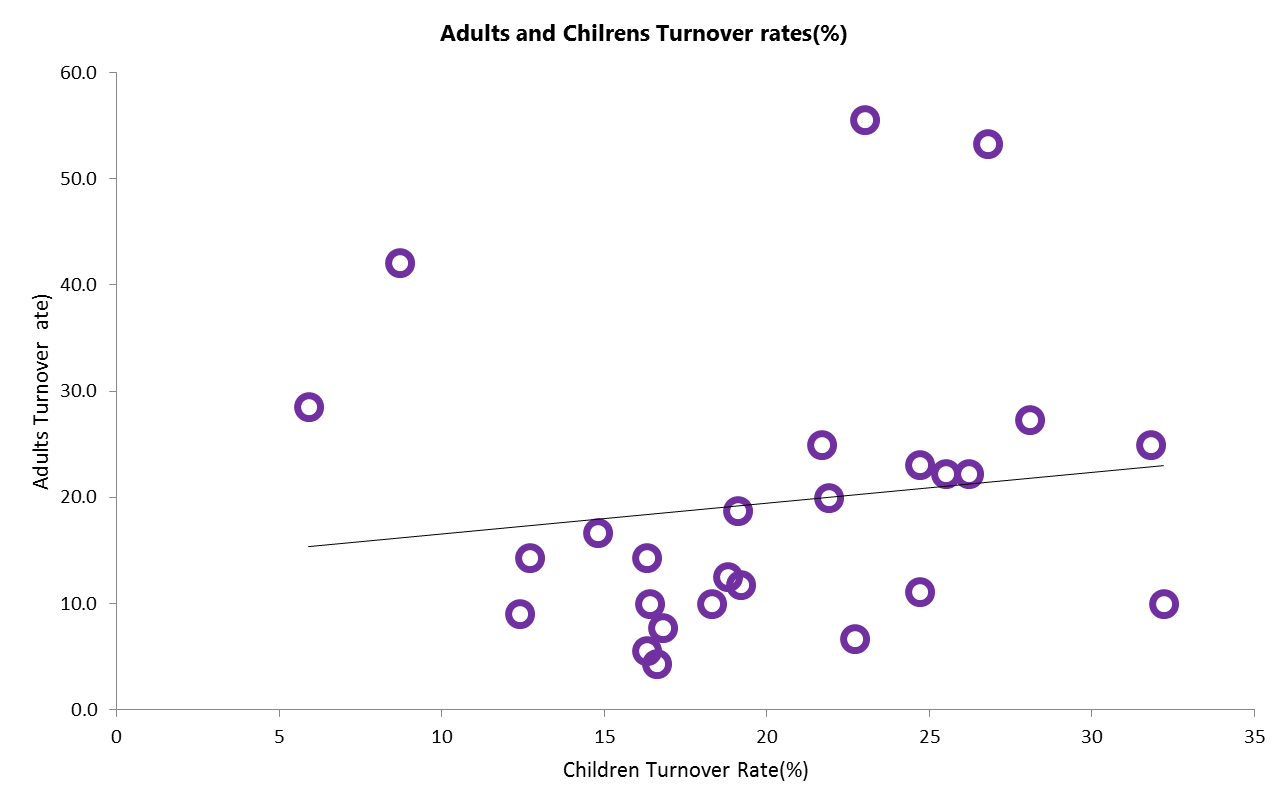 Adults and Chilrens Turnover rates(%)
60.0
50.0
40.0
30.0
20.0
10.0
0.0
Adults Turnover ate)
0 5 10 15 20 25 30 35
Children Turnover Rate(%)